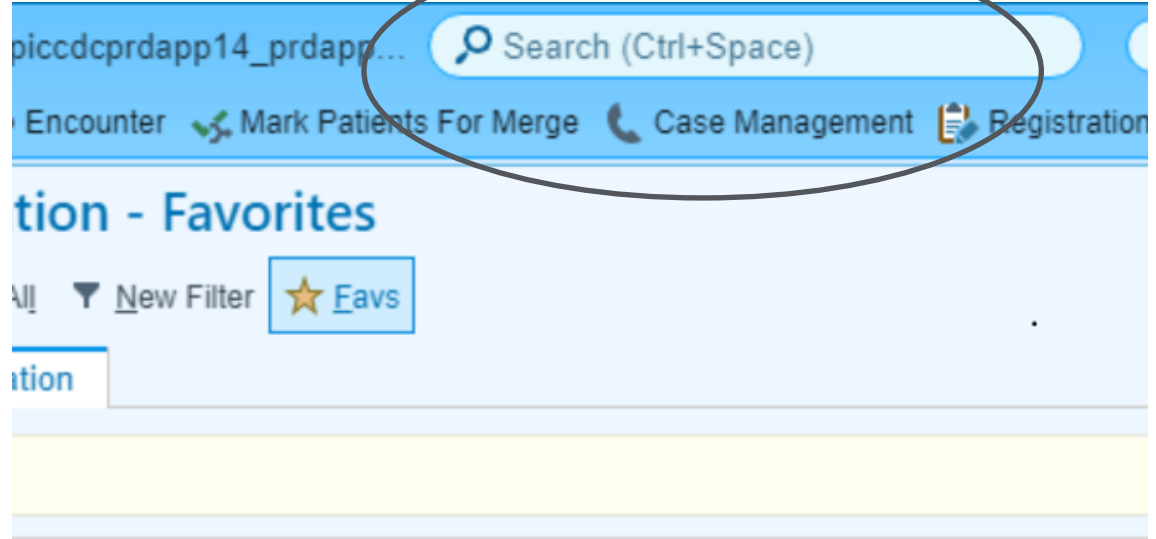 piccdcprdapp14_prdapp... Search (Ctrl+Space)
Encounter Mark Patients For Merge Case Management Registration
tion - Favorites
All New Filter Favs
ation